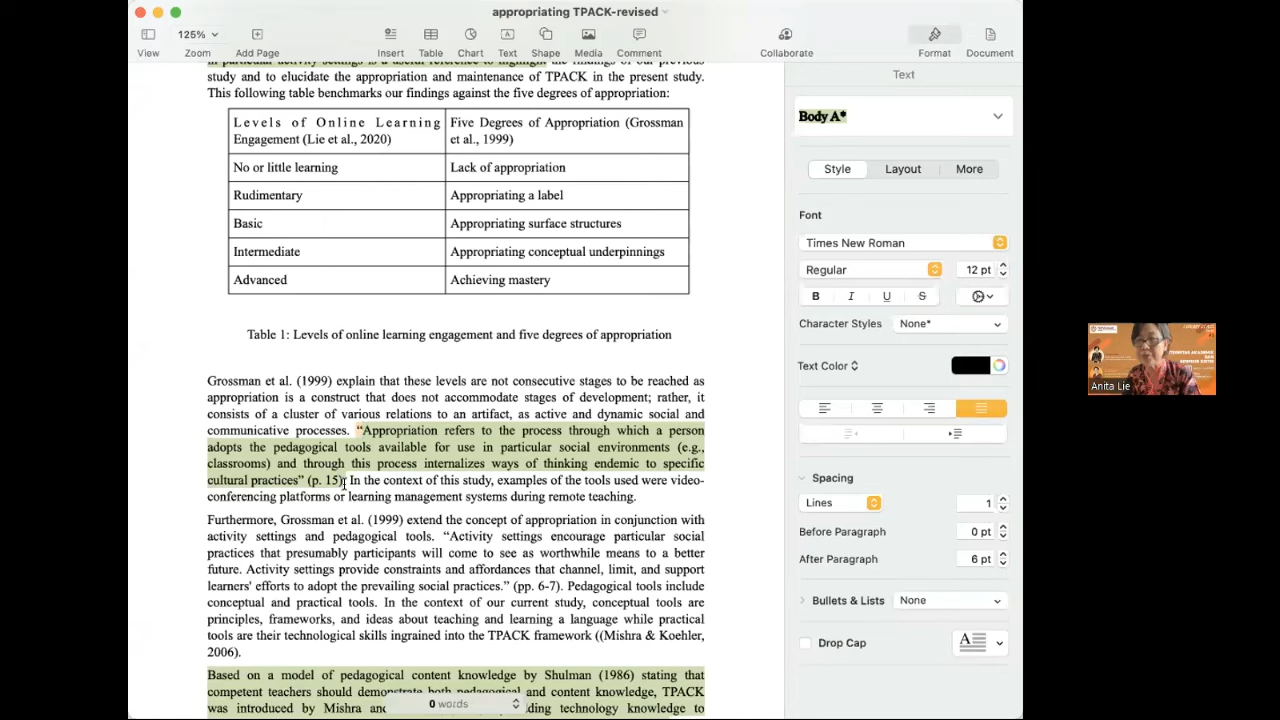 appropriating TPACK-revised
125%
View
Zoom
Add Page
Insert
Table
Chart
Text
Shape
Media
Comment
Collaborate
Format
Document
in particular activity settings is a useful reference to highlight the findings of our previous
study and to elucidate the appropriation and maintenance of TPACK in the present study.
This following table benchmarks our findings against the five degrees of appropriation:
Levels of Online Learning Engagement (Lie et al., 2020)
Five Degrees of Appropriation (Grossman et al., 1999)
No or little learning
Lack of appropriation
Rudimentary
Appropriating a label
Basic
Appropriating surface structures
Intermediate
Appropriating conceptual underpinnings
Advanced
Achieving mastery
Table 1: Levels of online learning engagement and five degrees of appropriation
Grossman et al. (1999) explain that these levels are not consecutive stages to be reached as
appropriation is a construct that does not accommodate stages of development; rather, it
consists of a cluster of various relations to an artifact, as active and dynamic social and
communicative processes. “Appropriation refers to the process through which a person
adopts the pedagogical tools available for use in particular social environments (e.g.,
classrooms) and through this process internalizes ways of thinking endemic to specific
cultural practices” (p. 15). In the context of this study, examples of the tools used were video-
conferencing platforms or learning management systems during remote teaching.
Furthermore, Grossman et al. (1999) extend the concept of appropriation in conjunction with
activity settings and pedagogical tools. “Activity settings encourage particular social
practices that presumably participants will come to see as worthwhile means to a better
future. Activity settings provide constraints and affordances that channel, limit, and support
learners' efforts to adopt the prevailing social practices.” (pp. 6-7). Pedagogical tools include
conceptual and practical tools. In the context of our current study, conceptual tools are
principles, frameworks, and ideas about teaching and learning a language while practical
tools are their technological skills ingrained into the TPACK framework ((Mishra & Koehler,
2006).
Based on a model of pedagogical content knowledge by Shulman (1986) stating that
competent teachers should demonstrate both pedagogical and content knowledge, TPACK
was introduced by Mishra and technology knowledge to
0 words
Text
Body A*
Style
Layout
More
Font
Times New Roman
Regular
12 pt
B
I
U
S
Character Styles
None*
Text Color
Spacing
Lines
1
Before Paragraph
0 pt
After Paragraph
6 pt
Bullets & Lists
None
Drop Cap
A
Anita Lie